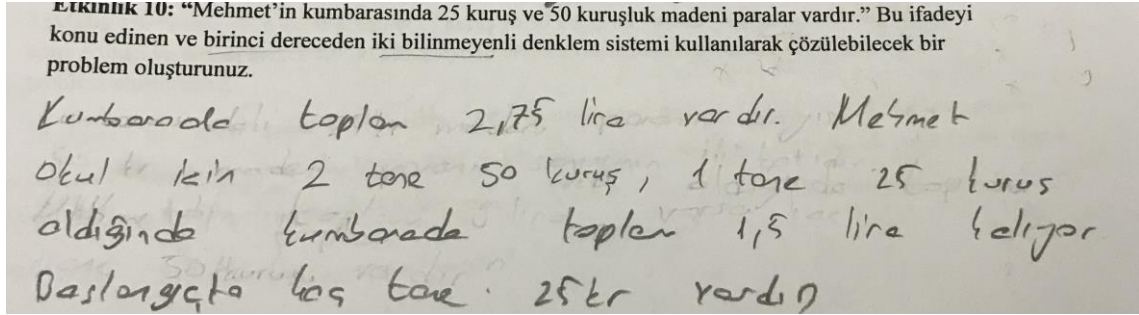 Etkinlik 10: “Mehmet’in kumbarasında 25 kuruş ve 50 kuruşluk madeni paralar vardır.” Bu ifadeyi
konu edinen ve birinci dereceden iki bilinmeyenli denklem sistemi kullanılarak çözülebilecek bir
problem oluşturunuz.
Kumbarada toplam 2,75 lira vardır. Mehmet
Okul için 2 tane 50 kuruş, 1 tane 25 kuruş
aldığında kumbarada toplam 1,5 lira kalıyor
Başlangıçta kaç tane 25kr vardır